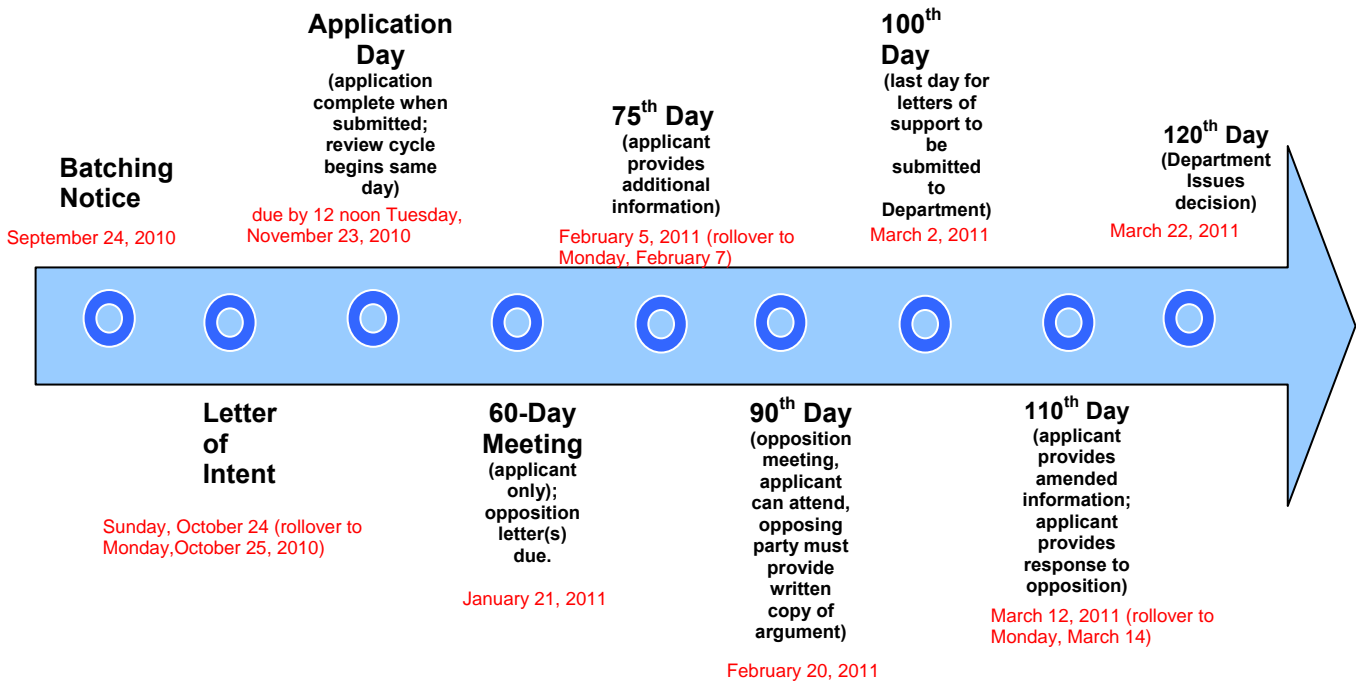 Batching
Notice
September 24, 2010
Letter
of
Intent
Sunday, October 24 (rollover to
Monday,October 25, 2010)
Application
Day
(application
complete when
submitted;
review cycle
begins same
day)
due by 12 noon Tuesday,
November 23, 2010
60-Day
Meeting
(applicant
only);
opposition
letter(s)
due.
January 21, 2011
75th Day
(applicant
provides
additional
information)
February 5, 2011 (rollover to
Monday, February 7)
90th Day
(opposition
meeting,
applicant
can attend,
opposing
party must
provide
written
copy of
argument)
February 20, 2011
100th
Day
(last day for
letters of
support to
be
submitted
to
Department)
March 2, 2011
110th Day
(applicant
provides
amended
information;
applicant
provides
response to
opposition)
March 12, 2011 (rollover to
Monday, March 14)
120th Day
(Department
Issues
decision)
March 22, 2011